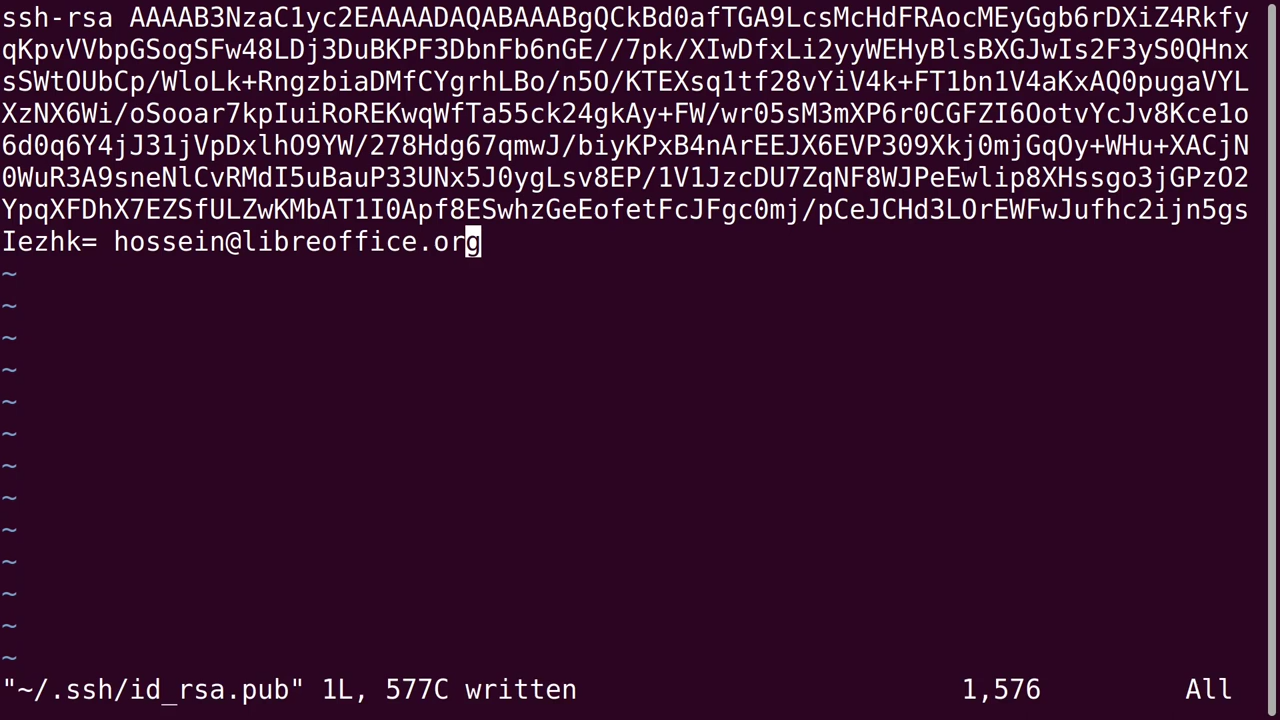 ssh-rsa AAAAB3NzaC1yc2EAAAADAQABAAABgQCkBd0afTGA9LcsMcHdFRAocMEyGgb6rDXiZ4Rkfy
qKpvVVbpGSogSFw48LDj3DuBKPF3DbnFb6nGE//7pk/XIwDfxLi2yyWEHyBlsBXGJwIs2F3yS0QHnx
sSWtOUbCp/WloLk+RngzbiaDMfCYgrhLBo/n5O/KTEXsq1tf28vYiV4k+FT1bn1V4aKxAQ0pugaVYL
XzNX6Wi/oSooar7kpIuiRoREKwqWfTa55ck24gkAy+FW/wr05sM3mXP6r0CGFZI6OotvYcJv8Kce1o
6d0q6Y4jJ31jVpDxlhO9YW/278Hdg67qmwJ/biyKPxB4nArEEJX6EVP309Xkj0mjGqOy+WHu+XACjN
0WuR3A9sneNlCvRMdI5uBauP33UNx5J0ygLsv8EP/1V1JzcDU7ZqNF8WJPeEwlip8XHssgo3jGPzO2
YpqXFDhX7EZSfULZwKMbAT1I0Apf8ESwhzGeEofetFcJFgc0mj/pCeJCHd3LOrEWFwJufhc2ijn5gs
Iezhk= hossein@libreoffice.org
~
~
~
~
~
~
~
~
~
~
~
~
~
"~/.ssh/id_rsa.pub" 1L, 577C written 1,576 All